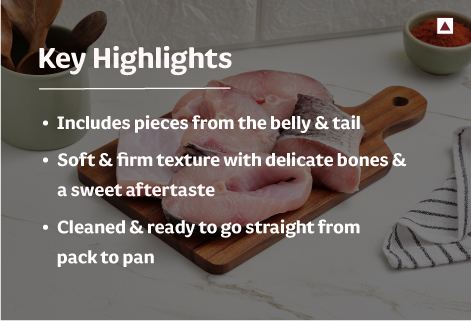 Key Highlights
• Includes pieces from the belly & tail
• Soft & firm texture with delicate bones &
a sweet aftertaste
• Cleaned & ready to go straight from
pack to pan